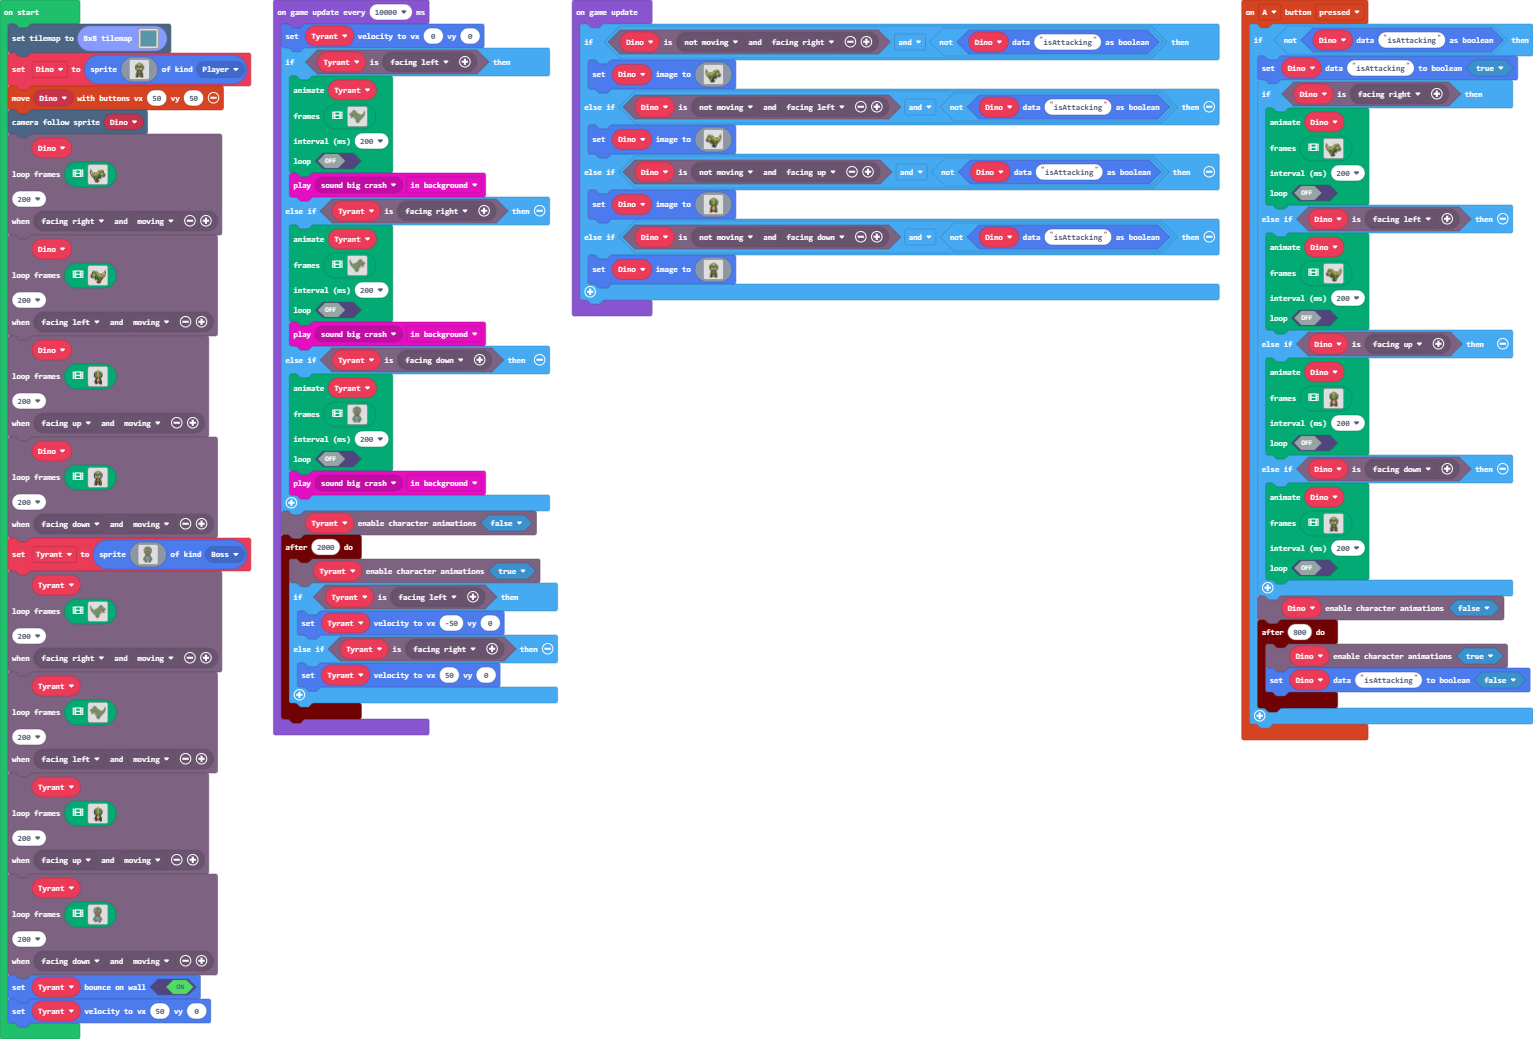 on start
set tilemap to 8x8 tilemap
set Dino to sprite of kind Player
move Dino with buttons vx 50 vy 50
camera follow sprite Dino
Dino
loop frames
200
when facing right and moving
Dino
loop frames
200
when facing left and moving
Dino
loop frames
200
when facing up and moving
Dino
loop frames
200
when facing down and moving
set Tyrant to sprite of kind Boss
Tyrant
loop frames
200
when facing right and moving
Tyrant
loop frames
200
when facing left and moving
Tyrant
loop frames
200
when facing up and moving
Tyrant
loop frames
200
when facing down and moving
set Tyrant bounce on wall ON
set Tyrant velocity to vx 50 vy 0
on game update every 10000 ms
set Tyrant velocity to vx 0 vy 0
if Tyrant is facing left then
animate Tyrant
frames
interval (ms) 200
loop OFF
play sound big crash in background
else if Tyrant is facing right then
animate Tyrant
frames
interval (ms) 200
loop OFF
play sound big crash in background
else if Tyrant is facing down then
animate Tyrant
frames
interval (ms) 200
loop OFF
play sound big crash in background
Tyrant enable character animations false
after 2000 do
Tyrant enable character animations true
if Tyrant is facing left then
set Tyrant velocity to vx -50 vy 0
else if Tyrant is facing right then
set Tyrant velocity to vx 50 vy 0
on game update
if Dino is not moving and facing right and not Dino data "isAttacking" as boolean then
set Dino image to
else if Dino is not moving and facing left and not Dino data "isAttacking" as boolean then
set Dino image to
else if Dino is not moving and facing up and not Dino data "isAttacking" as boolean then
set Dino image to
else if Dino is not moving and facing down and not Dino data "isAttacking" as boolean then
set Dino image to
on A button pressed
if not Dino data "isAttacking" as boolean then
set Dino data "isAttacking" to boolean true
if Dino is facing right then
animate Dino
frames
interval (ms) 200
loop OFF
else if Dino is facing left then
animate Dino
frames
interval (ms) 200
loop OFF
else if Dino is facing up then
animate Dino
frames
interval (ms) 200
loop OFF
else if Dino is facing down then
animate Dino
frames
interval (ms) 200
loop OFF
Dino enable character animations false
after 800 do
Dino enable character animations true
set Dino data "isAttacking" to boolean false